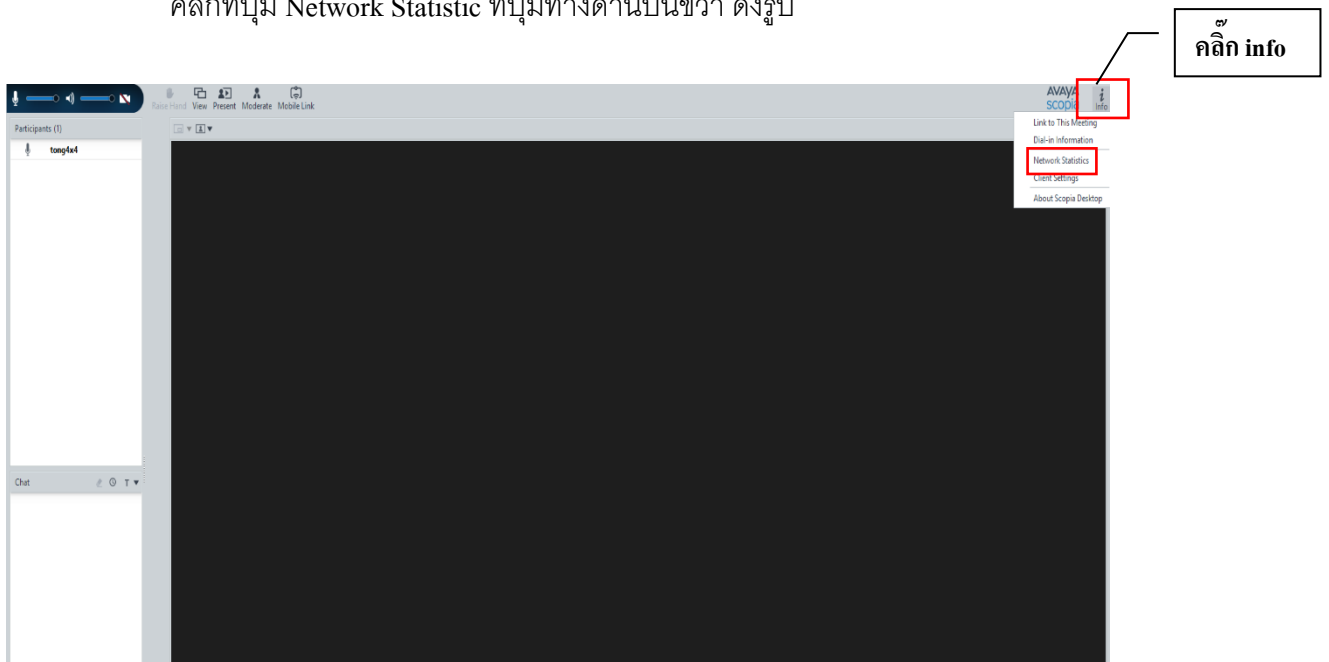 คลิกที่ปุ่ม Network Statistic ที่ปุ่มทางด้านบนขวา ดังรูป
คลิ๊ก info
AVAYA
scopia
Raise Hand View Present Moderate Mobile Link
Info
Link to This Meeting
Participants (1)
Dial-in Information
tong4x4
Network Statistics
Client Settings
About Scopia Desktop
Chat
T